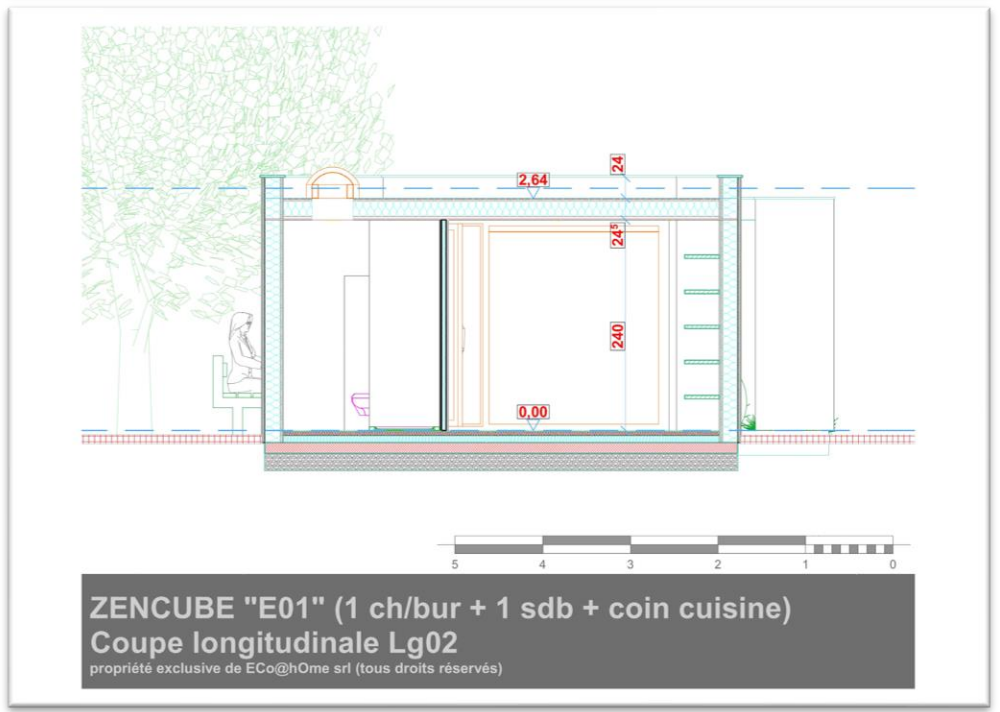 24
2,64
24⁵
240
0,00
5 4 3 2 1 0
ZENCUBE "E01" (1 ch/bur + 1 sdb + coin cuisine)
Coupe longitudinale Lg02
propriété exclusive de ECo@hOme srl (tous droits réservés)